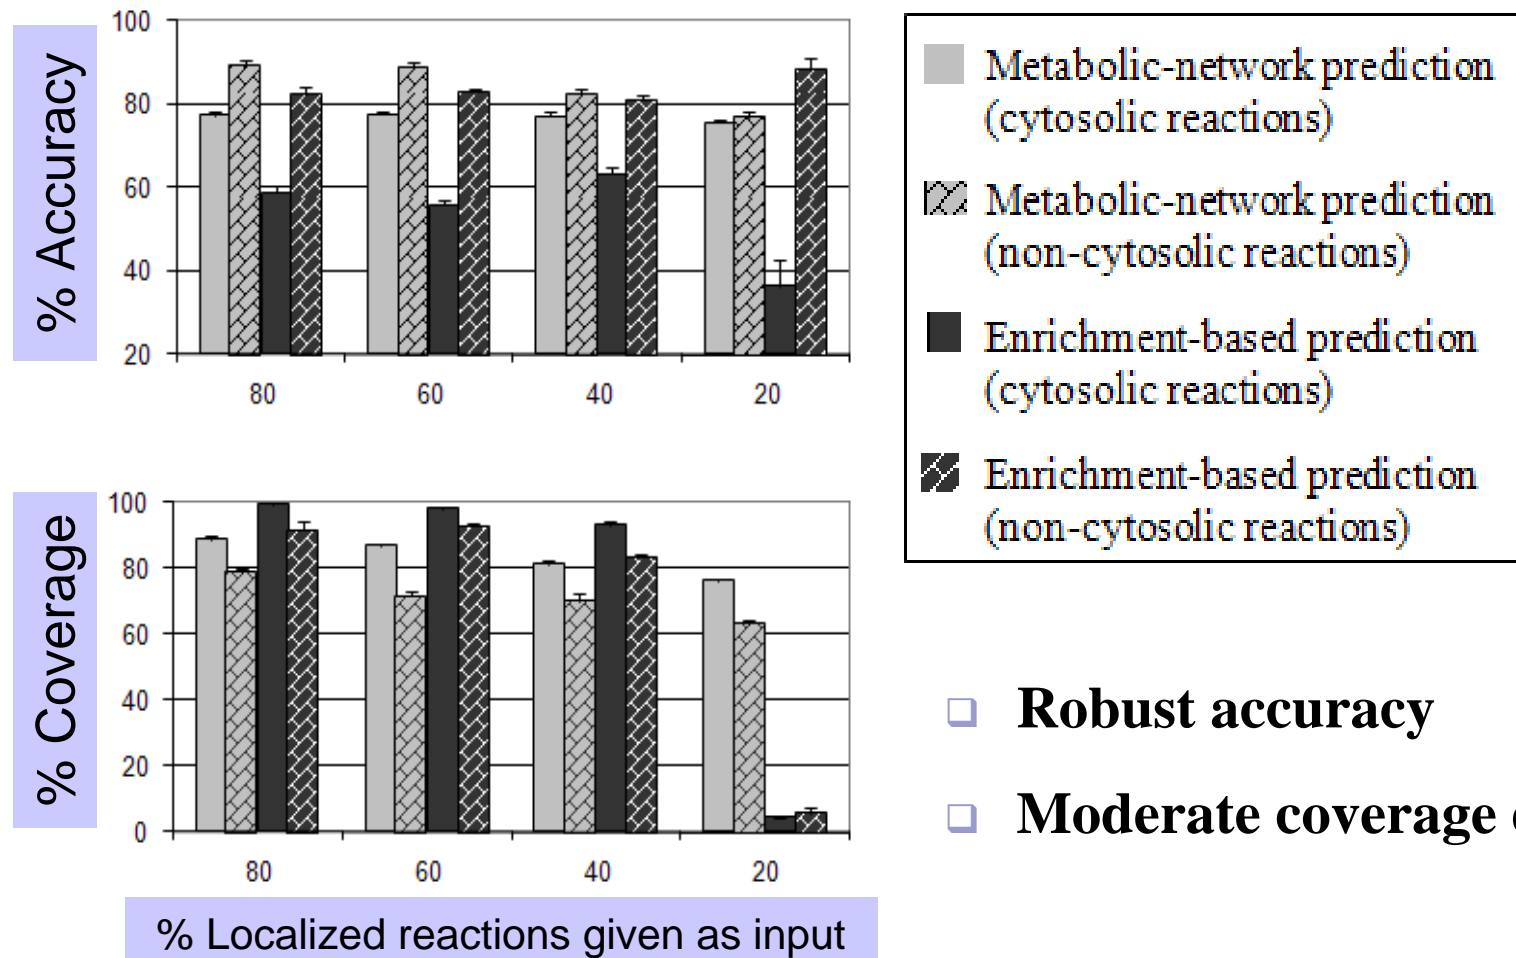 % Accuracy
100
80
60
40
20
80 60 40 20
% Coverage
100
80
60
40
20
0
80 60 40 20
% Localized reactions given as input
Metabolic-network prediction
(cytosolic reactions)
Metabolic-network prediction
(non-cytosolic reactions)
Enrichment-based prediction
(cytosolic reactions)
Enrichment-based prediction
(non-cytosolic reactions)
Robust accuracy
Moderate coverage